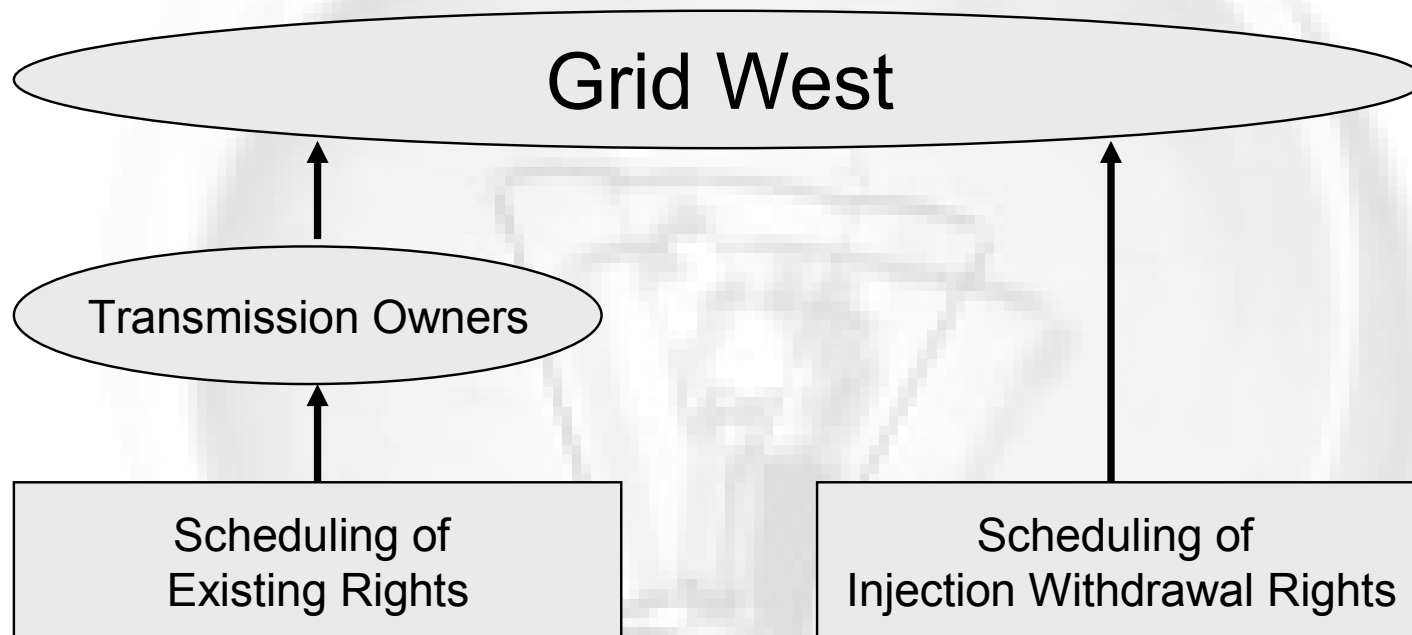 Grid West
Transmission Owners
Scheduling of
Existing Rights
Scheduling of
Injection Withdrawal Rights